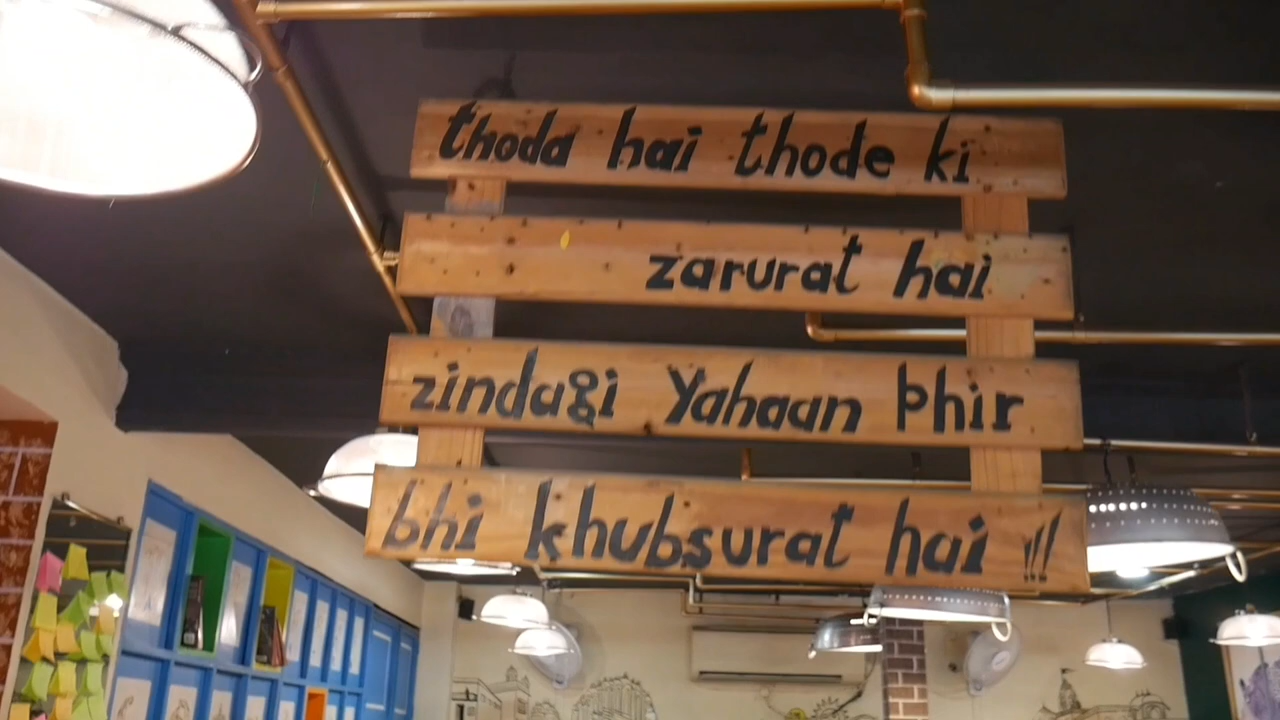 thoda hai thode ki
zarurat hai
zindagi Yahaan Phir
bhi khubsurat hai !!!